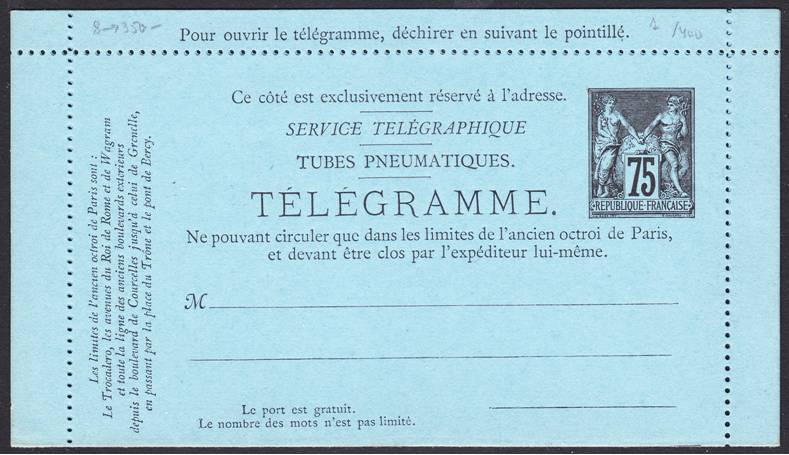 8→350-
1
/400
Pour ouvrir le télégramme, déchirer en suivant le pointillé.
Ce côté est exclusivement réservé à l'adresse.
SERVICE TÉLÉGRAPHIQUE
TUBES PNEUMATIQUES.
TÉLÉGRAMME.
Ne pouvant circuler que dans les limites de l'ancien octroi de Paris,
et devant être clos par l'expéditeur lui-même.
75
RÉPUBLIQUE FRANÇAISE
M
Le port est gratuit.
Le nombre des mots n'est pas limité.
Les limites de l'ancien octroi de Paris sont :
Le Trocadero, les avenues du Roi de Rome et de Wagram
et toute la ligne des anciens boulevards extérieurs
depuis le boulevard de Courcelles jusqu'à celui de Grenelle,
en passant par la place du Trône et le pont de Bercy.